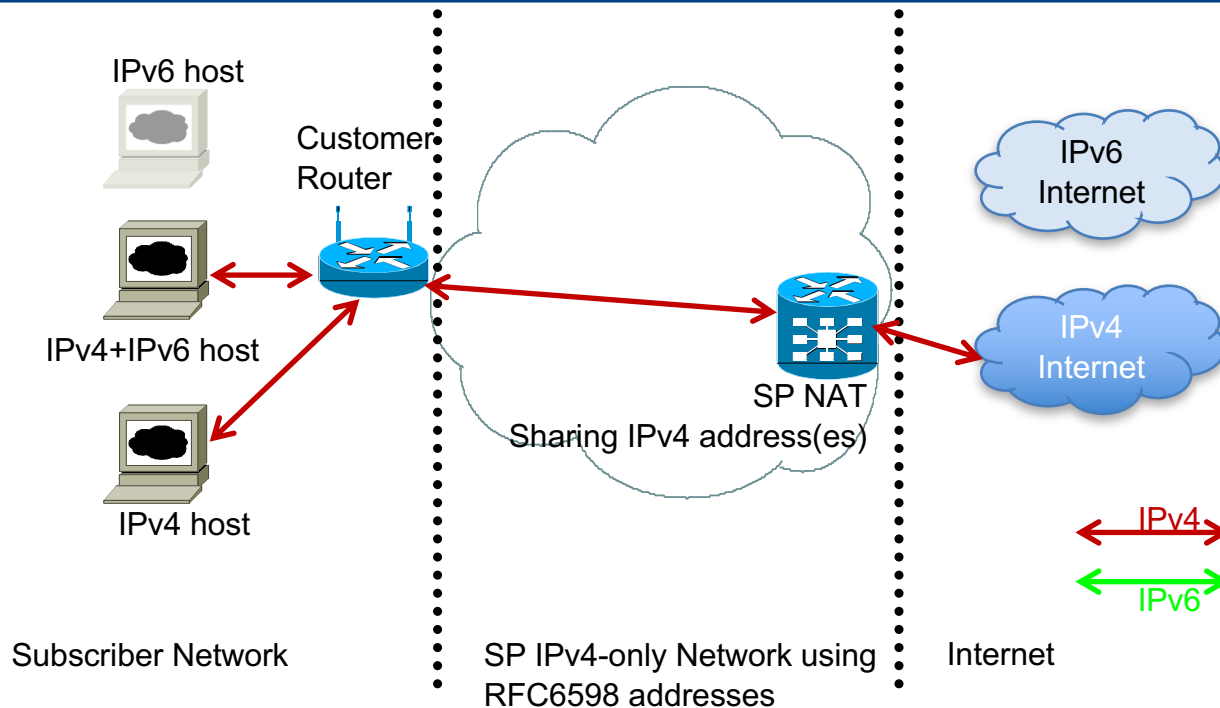 IPv6 host
Customer
Router
IPv6
Internet
IPv4+IPv6 host
IPv4
Internet
SP NAT
Sharing IPv4 address(es)
IPv4 host
IPv4
IPv6
Subscriber Network
SP IPv4-only Network using
RFC6598 addresses
Internet